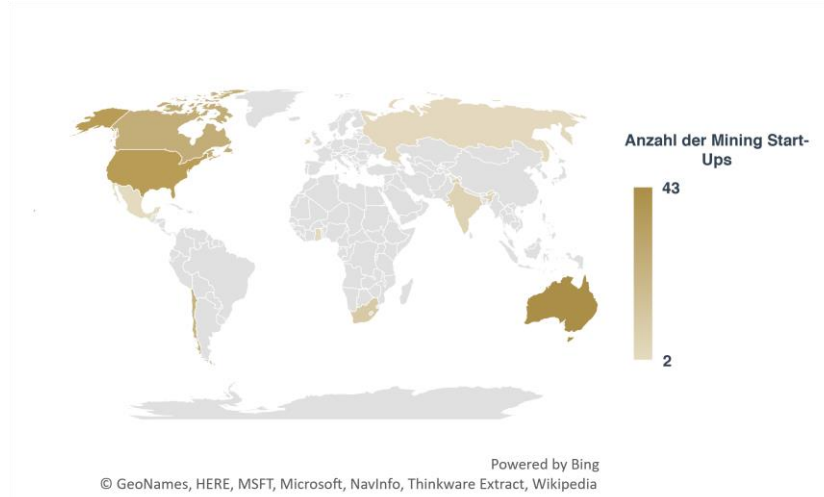 Anzahl der Mining Start-
Ups
43
2
Powered by Bing
© GeoNames, HERE, MSFT, Microsoft, NavInfo, Thinkware Extract, Wikipedia